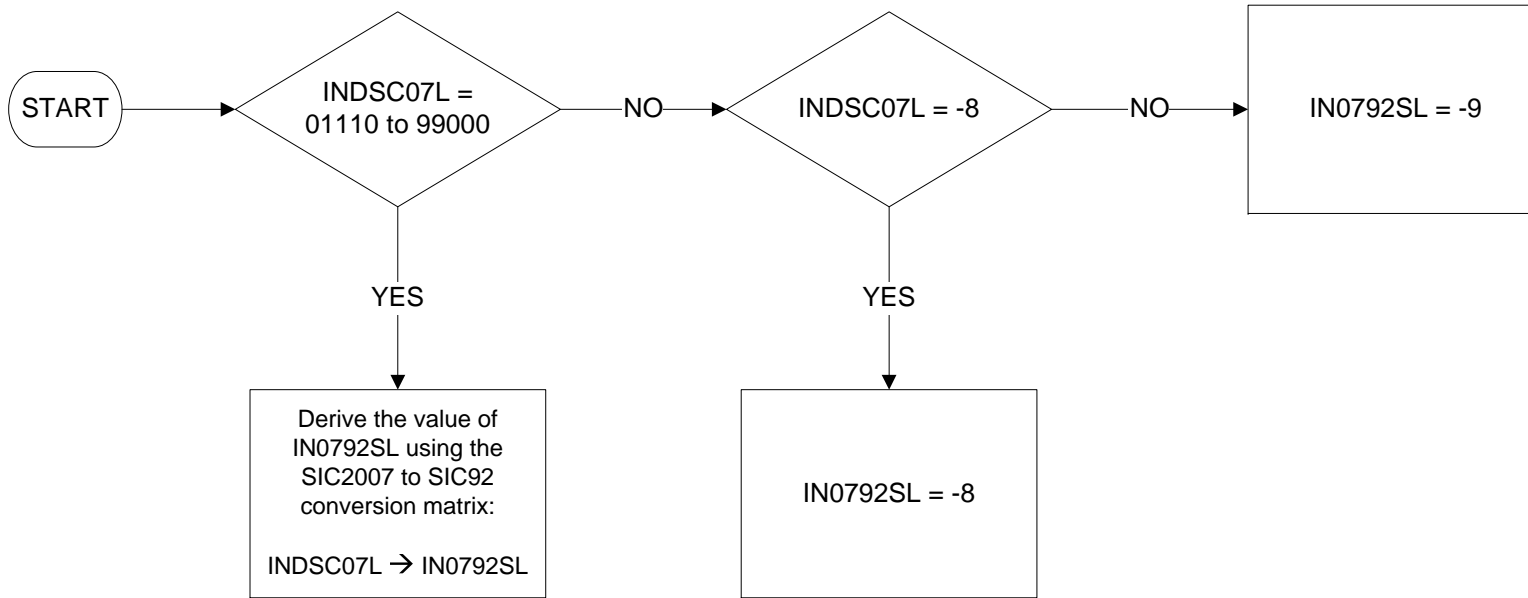 START
INDSC07L =
01110 to 99000
NO
INDSC07L = -8
NO
IN0792SL = -9
YES
YES
Derive the value of
IN0792SL using the
SIC2007 to SIC92
conversion matrix:
INDSC07L → IN0792SL
IN0792SL = -8